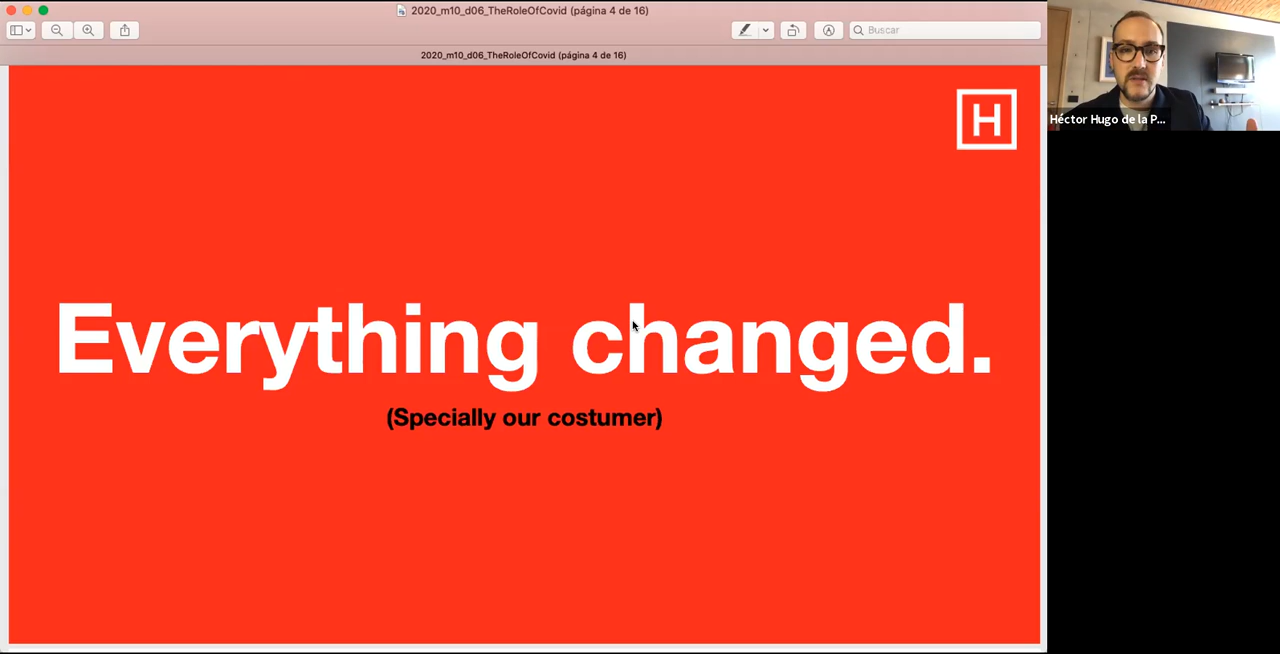 2020_m10_d06_TheRoleOfCovid (página 4 de 16)
Buscar
2020_m10_d06_TheRoleOfCovid (página 4 de 16)
H
Everything changed.
(Specially our costumer)
Héctor Hugo de la P...